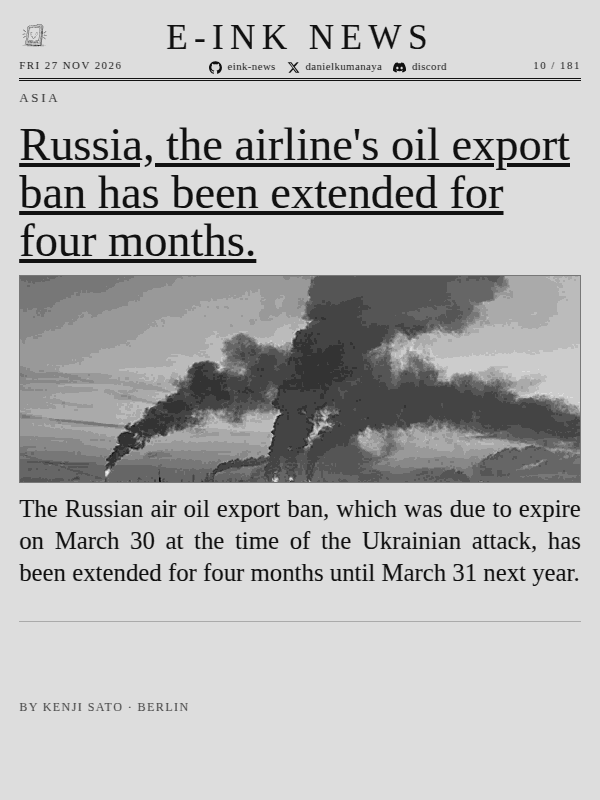 E-INK NEWS
FRI 27 NOV 2026
eink-news danielkumanaya discord
10 / 181
ASIA
Russia, the airline's oil export
ban has been extended for
four months.
The Russian air oil export ban, which was due to expire
on March 30 at the time of the Ukrainian attack, has
been extended for four months until March 31 next year.
BY KENJI SATO · BERLIN